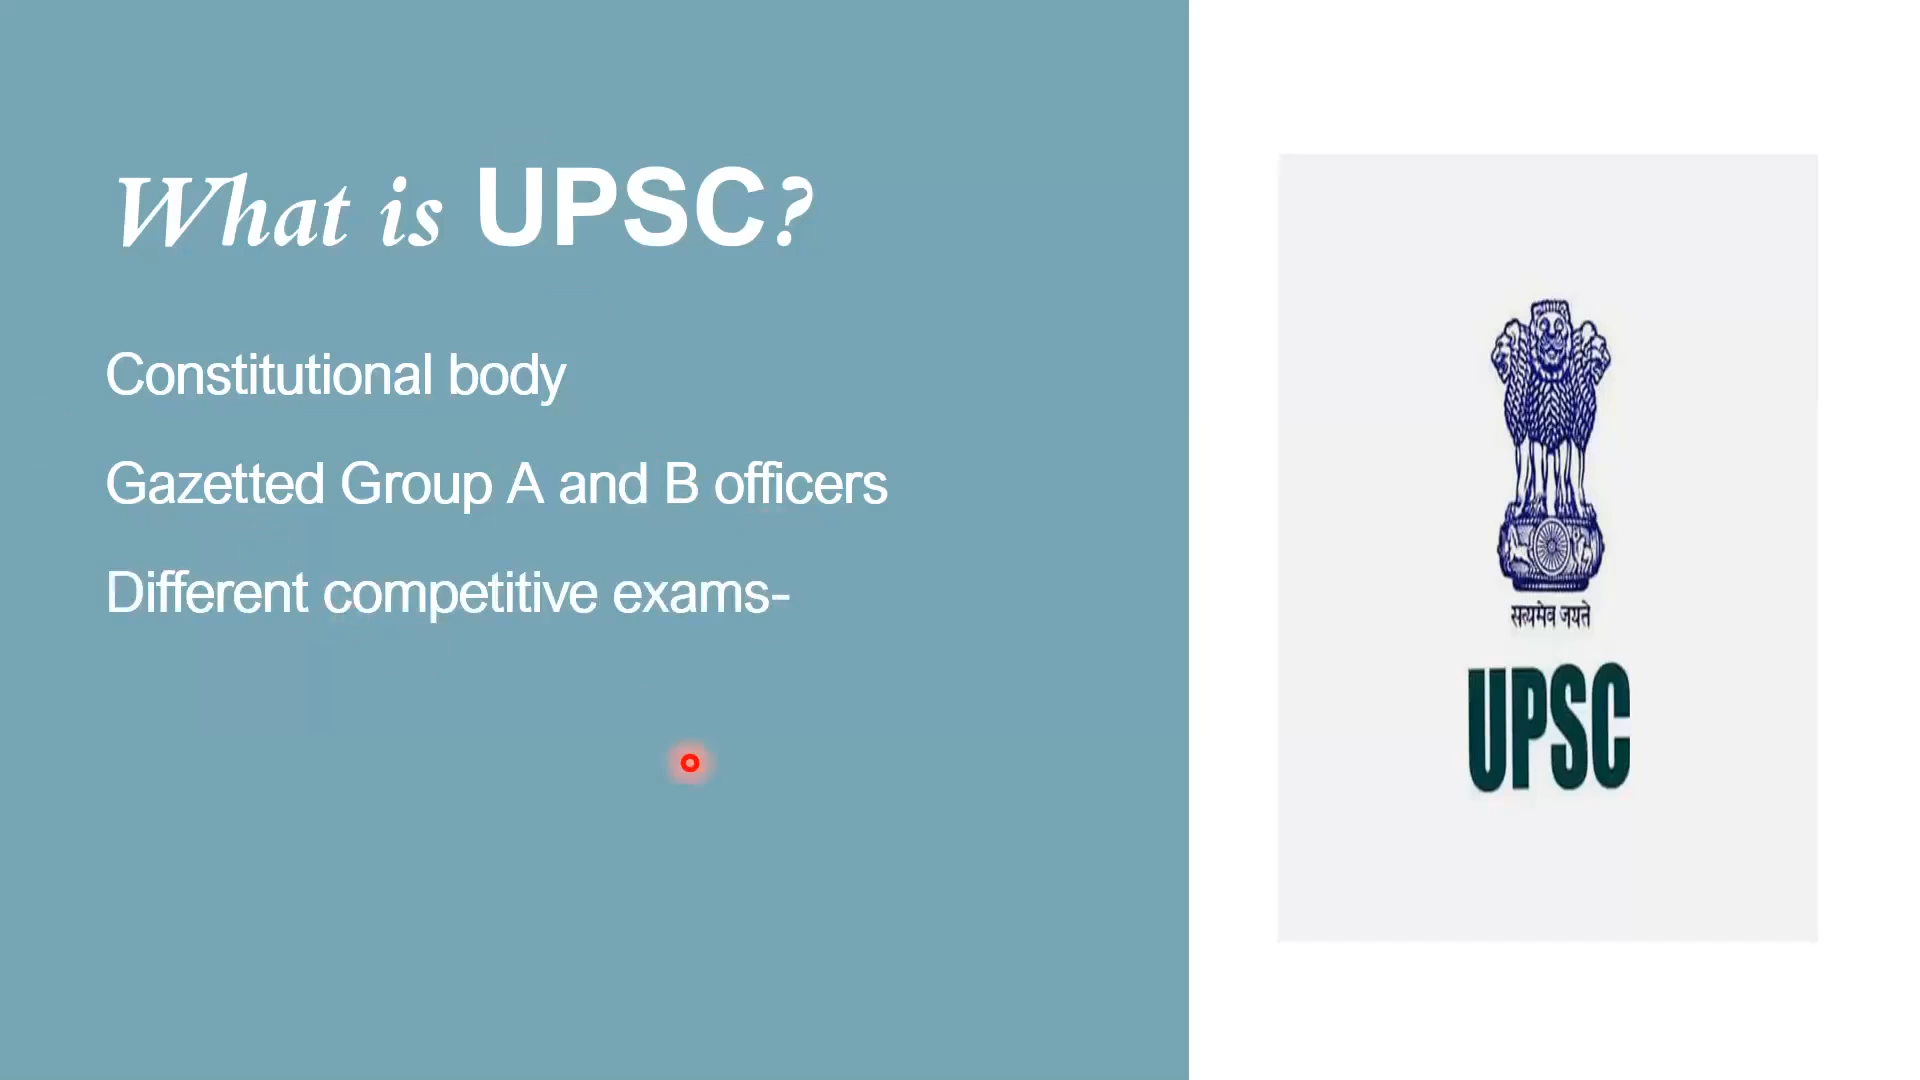 What is UPSC?
Constitutional body
Gazetted Group A and B officers
Different competitive exams-
सत्यमेव जयते
UPSC